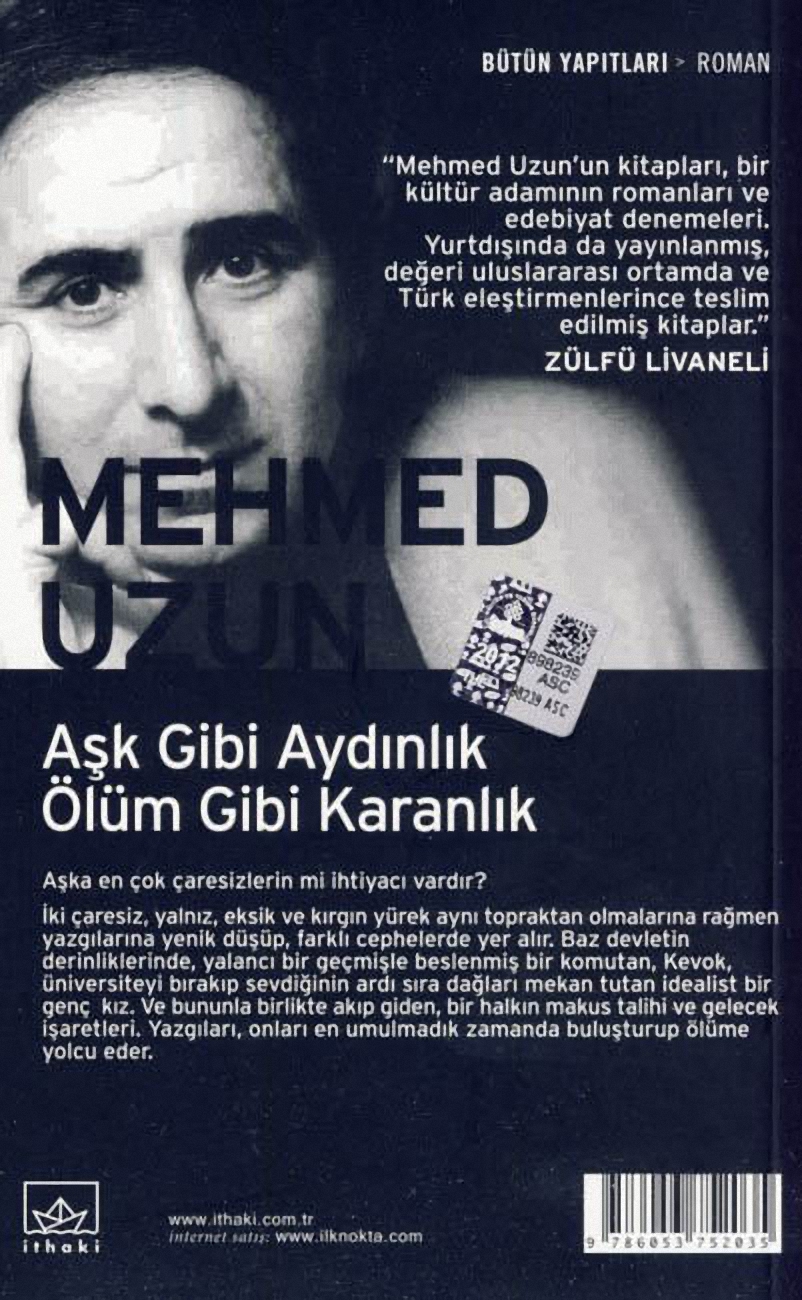 BÜTÜN YAPITLARI > ROMAN
“Mehmed Uzun'un kitapları, bir
kültür adamının romanları ve
edebiyat denemeleri.
Yurtdışında da yayınlanmış,
değeri uluslararası ortamda ve
Türk eleştirmenlerince teslim
edilmiş kitaplar.”
ZÜLFÜ LİVANELİ
MEHMED
UZUN
2012
898239
ASC
98239 ASC
Aşk Gibi Aydınlık
Ölüm Gibi Karanlık
Aşka en çok çaresizlerin mi ihtiyacı vardır?
İki çaresiz, yalnız, eksik ve kırgın yürek aynı topraktan olmalarına rağmen
yazgılarına yenik düşüp, farklı cephelerde yer alır. Baz devletin
derinliklerinde, yalancı bir geçmişle beslenmiş bir komutan, Kevok,
üniversiteyi bırakıp sevdiğinin ardı sıra dağları mekan tutan idealist bir
genç kız. Ve bununla birlikte akıp giden, bir halkın makus talihi ve gelecek
işaretleri. Yazgıları, onları en umulmadık zamanda buluşturup ölüme
yolcu eder.
ithaki
www.ithaki.com.tr
internet satış: www.ilknokta.com
9 786053 752035